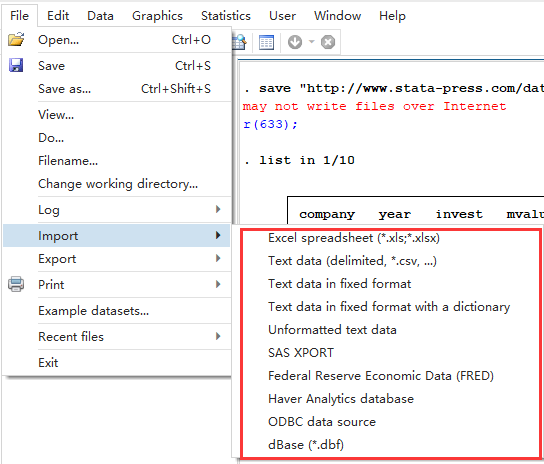 File Edit Data Graphics Statistics User Window Help
Open... Ctrl+O
Save Ctrl+S
Save as... Ctrl+Shift+S
View...
Do...
Filename...
Change working directory...
Log
Import
Export
Print
Example datasets...
Recent files
Exit
. save "http://www.stata-press.com/dat
may not write files over Internet
r(633);
. list in 1/10
company year invest mvalu
Excel spreadsheet (*.xls;*.xlsx)
Text data (delimited, *.csv, ...)
Text data in fixed format
Text data in fixed format with a dictionary
Unformatted text data
SAS XPORT
Federal Reserve Economic Data (FRED)
Haver Analytics database
ODBC data source
dBase (*.dbf)